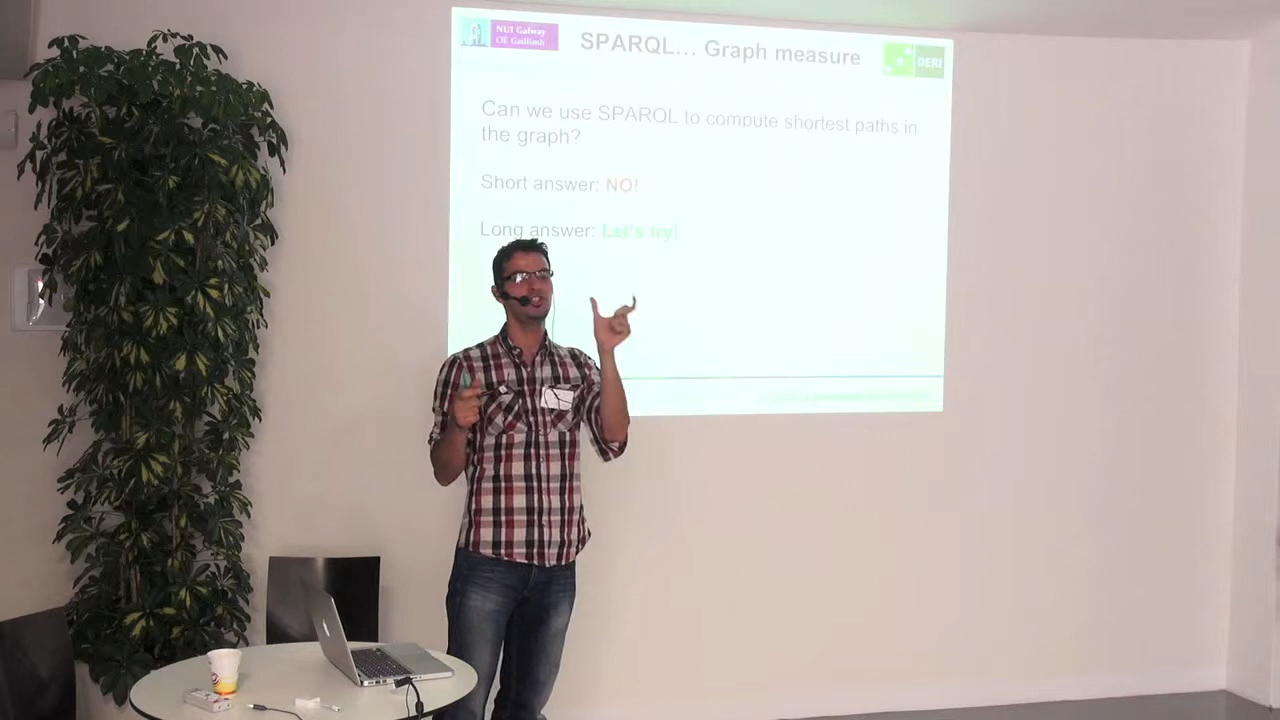 NUI Galway
OÉ Gaillimh
SPARQL... Graph measure
DERI
Can we use SPARQL to compute shortest paths in
the graph?
Short answer: NO!
Long answer: Let's try!